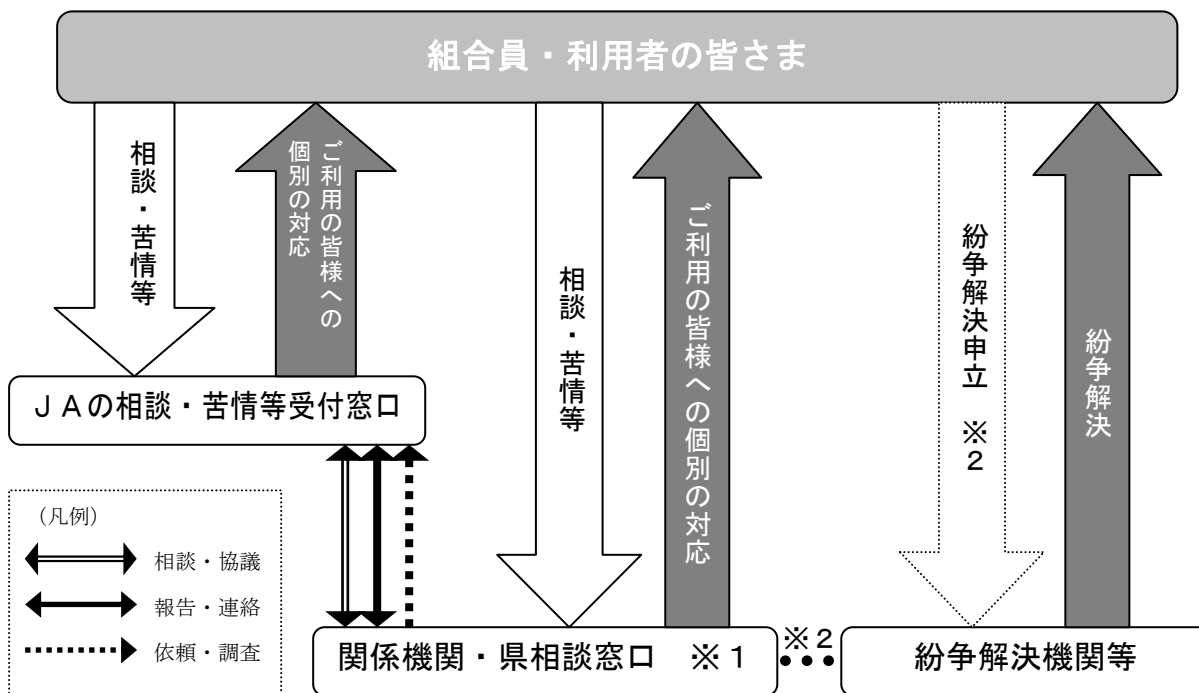 組合員・利用者の皆さま
相談・苦情等
ご利用の皆様への
個別の対応
相談・苦情等
ご利用の皆様への個別の対応
紛争解決申立 ※2
紛争解決
JAの相談・苦情等受付窓口
(凡例)
相談・協議
報告・連絡
依頼・調査
関係機関・県相談窓口 ※1
※2
紛争解決機関等